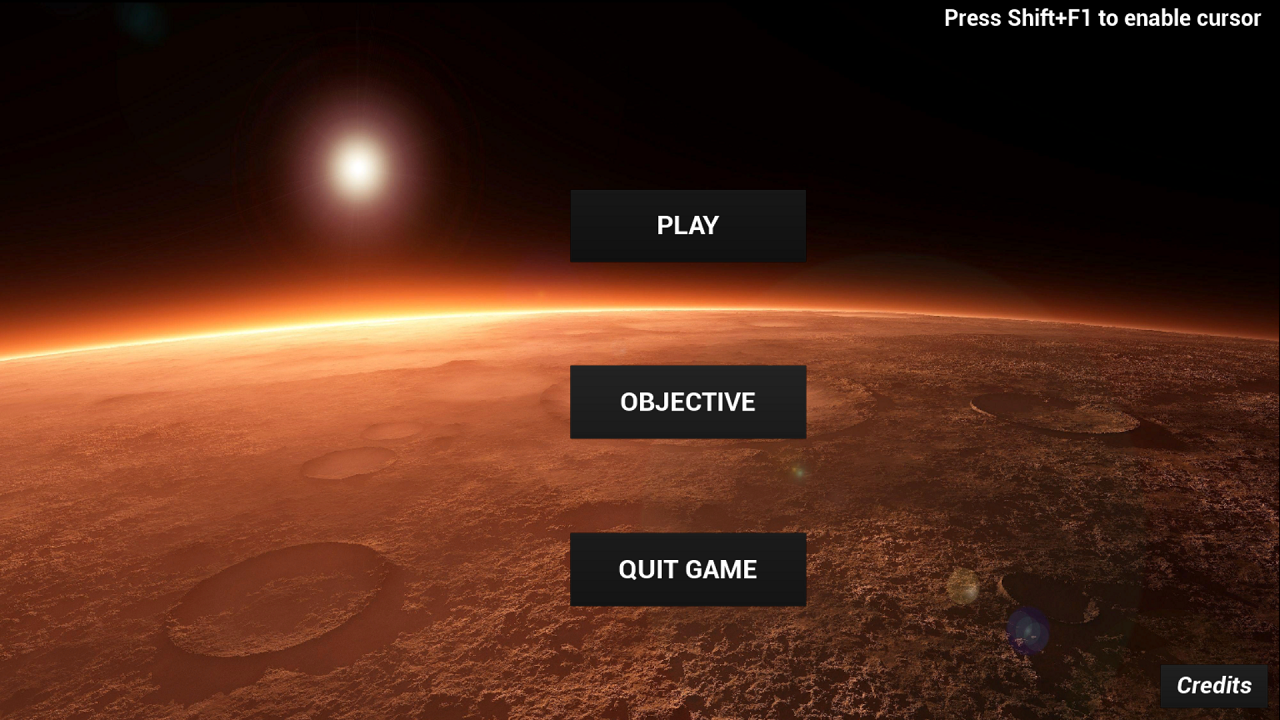 Press Shift+F1 to enable cursor
PLAY
OBJECTIVE
QUIT GAME
Credits